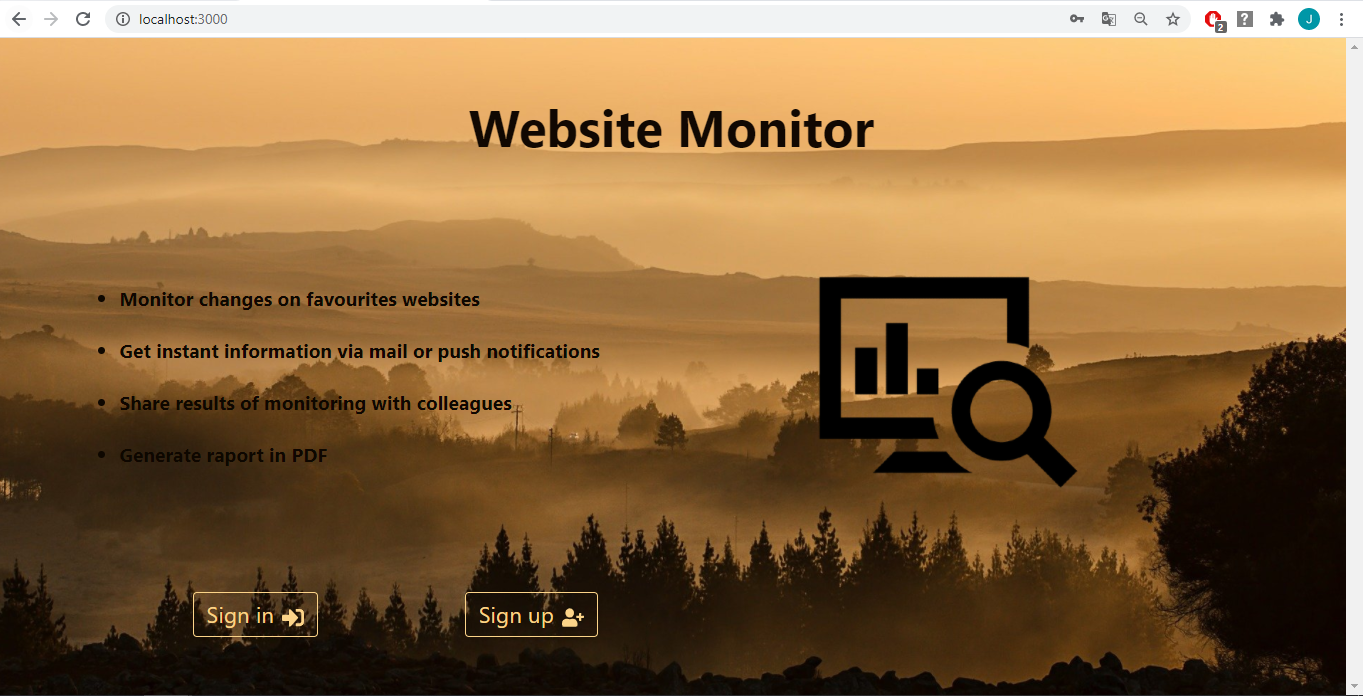 localhost:3000
2
?
J
Website Monitor
• Monitor changes on favourites websites
• Get instant information via mail or push notifications
• Share results of monitoring with colleagues
• Generate raport in PDF
Sign in
Sign up